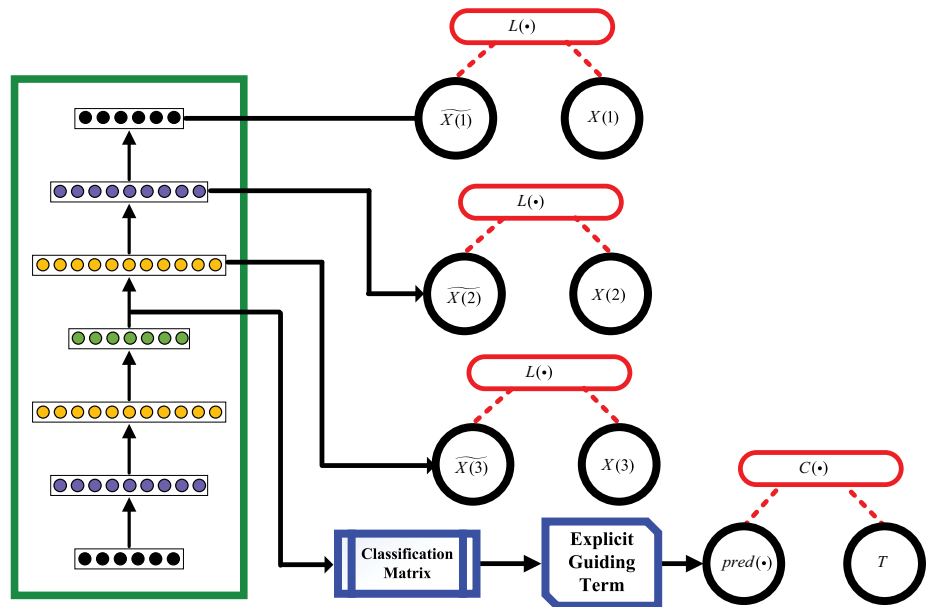 L(•)
X̃(1)
X(1)
L(•)
X̃(2)
X(2)
L(•)
X̃(3)
X(3)
C(•)
Classification
Matrix
Explicit
Guiding
Term
pred(•)
T